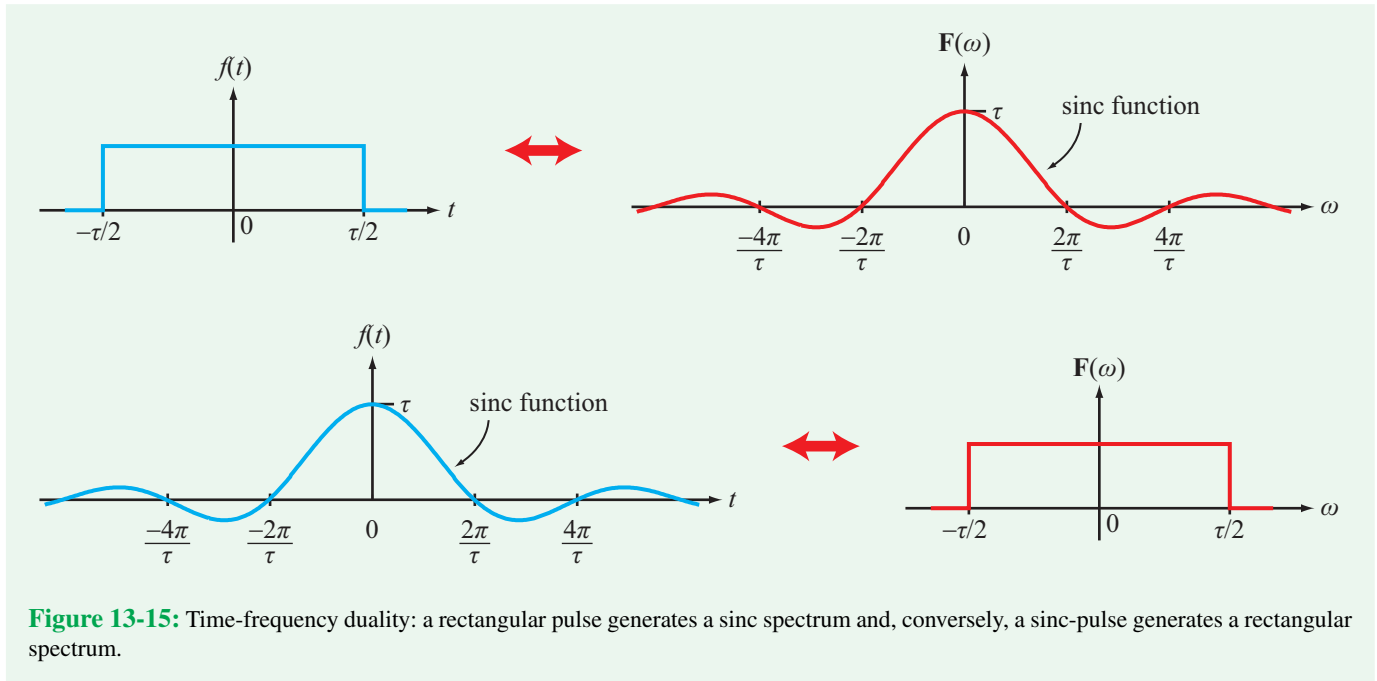 f(t)
−τ/2
0
τ/2
t
F(ω)
τ
sinc function
−4π/τ
−2π/τ
0
2π/τ
4π/τ
ω
f(t)
τ
sinc function
−4π/τ
−2π/τ
0
2π/τ
4π/τ
t
F(ω)
−τ/2
0
τ/2
ω
Figure 13-15: Time-frequency duality: a rectangular pulse generates a sinc spectrum and, conversely, a sinc-pulse generates a rectangular
spectrum.